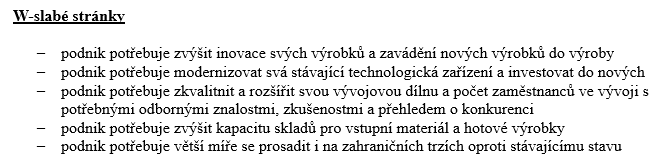 W-slabé stránky
– podnik potřebuje zvýšit inovace svých výrobků a zavádění nových výrobků do výroby
– podnik potřebuje modernizovat svá stávající technologická zařízení a investovat do nových
– podnik potřebuje zkvalitnit a rozšířit svou vývojovou dílnu a počet zaměstnanců ve vývoji s
potřebnými odbornými znalostmi, zkušenostmi a přehledem o konkurenci
– podnik potřebuje zvýšit kapacitu skladů pro vstupní materiál a hotové výrobky
– podnik potřebuje větší míře se prosadit i na zahraničních trzích oproti stávajícímu stavu